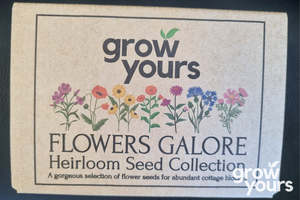 grow
yours
FLOWERS GALORE
Heirloom Seed Collection
A gorgeous selection of flower seeds for abundant cottage
grow
yours